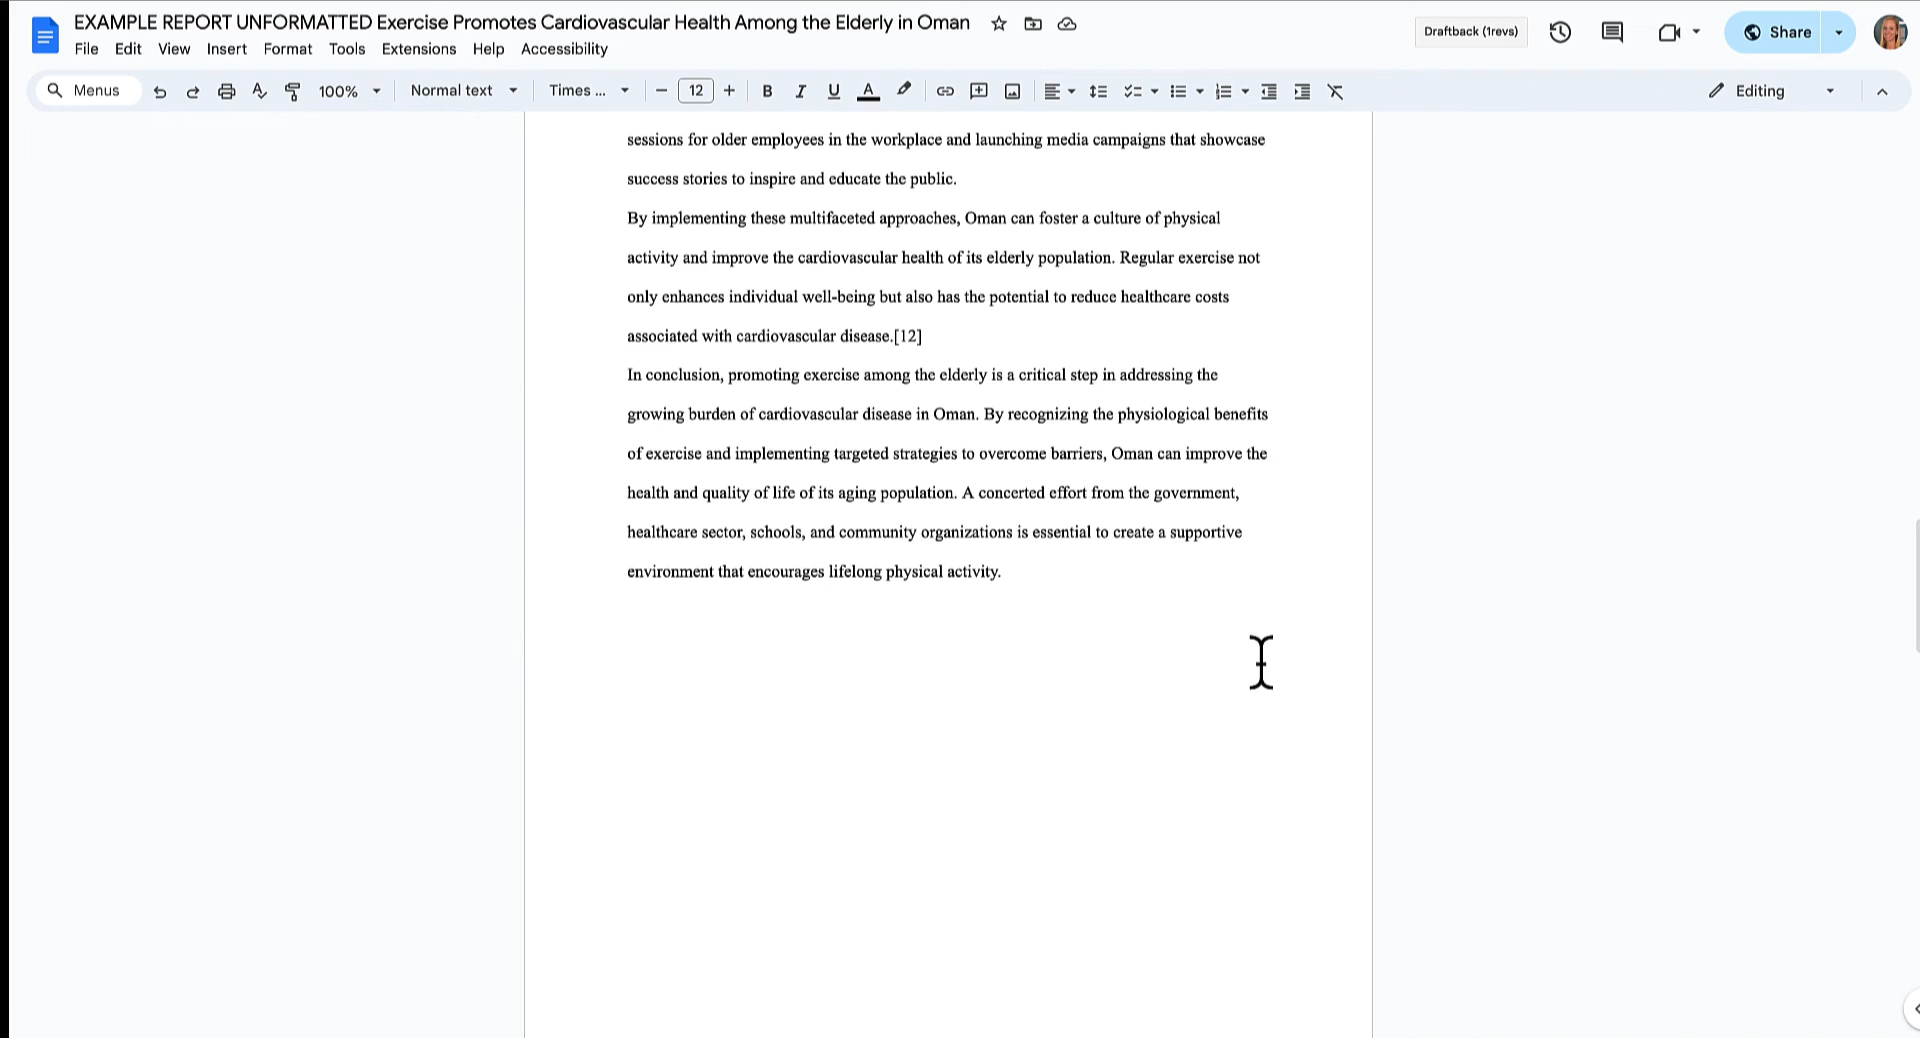 EXAMPLE REPORT UNFORMATTED Exercise Promotes Cardiovascular Health Among the Elderly in Oman
File Edit View Insert Format Tools Extensions Help Accessibility
Draftback (1revs)
Share
Menus
100%
Normal text
Times ...
12
B I U A
Editing
sessions for older employees in the workplace and launching media campaigns that showcase
success stories to inspire and educate the public.
By implementing these multifaceted approaches, Oman can foster a culture of physical
activity and improve the cardiovascular health of its elderly population. Regular exercise not
only enhances individual well-being but also has the potential to reduce healthcare costs
associated with cardiovascular disease.[12]
In conclusion, promoting exercise among the elderly is a critical step in addressing the
growing burden of cardiovascular disease in Oman. By recognizing the physiological benefits
of exercise and implementing targeted strategies to overcome barriers, Oman can improve the
health and quality of life of its aging population. A concerted effort from the government,
healthcare sector, schools, and community organizations is essential to create a supportive
environment that encourages lifelong physical activity.